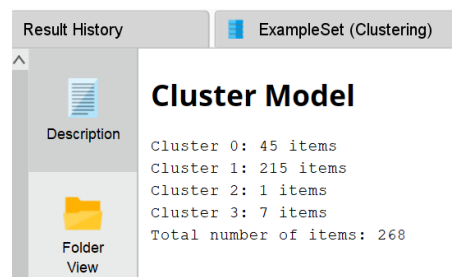 Result History
ExampleSet (Clustering)
Description
Folder
View
Cluster Model
Cluster 0: 45 items
Cluster 1: 215 items
Cluster 2: 1 items
Cluster 3: 7 items
Total number of items: 268